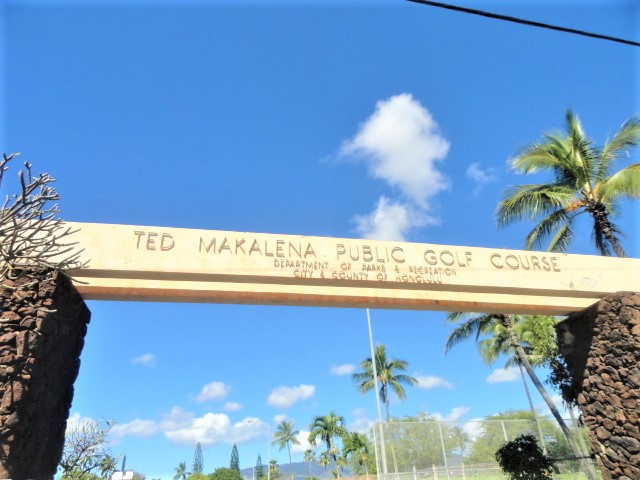 TED MAKALENA PUBLIC GOLF COURSE
DEPARTMENT OF PARKS & RECREATION
CITY & COUNTY OF HONOLULU